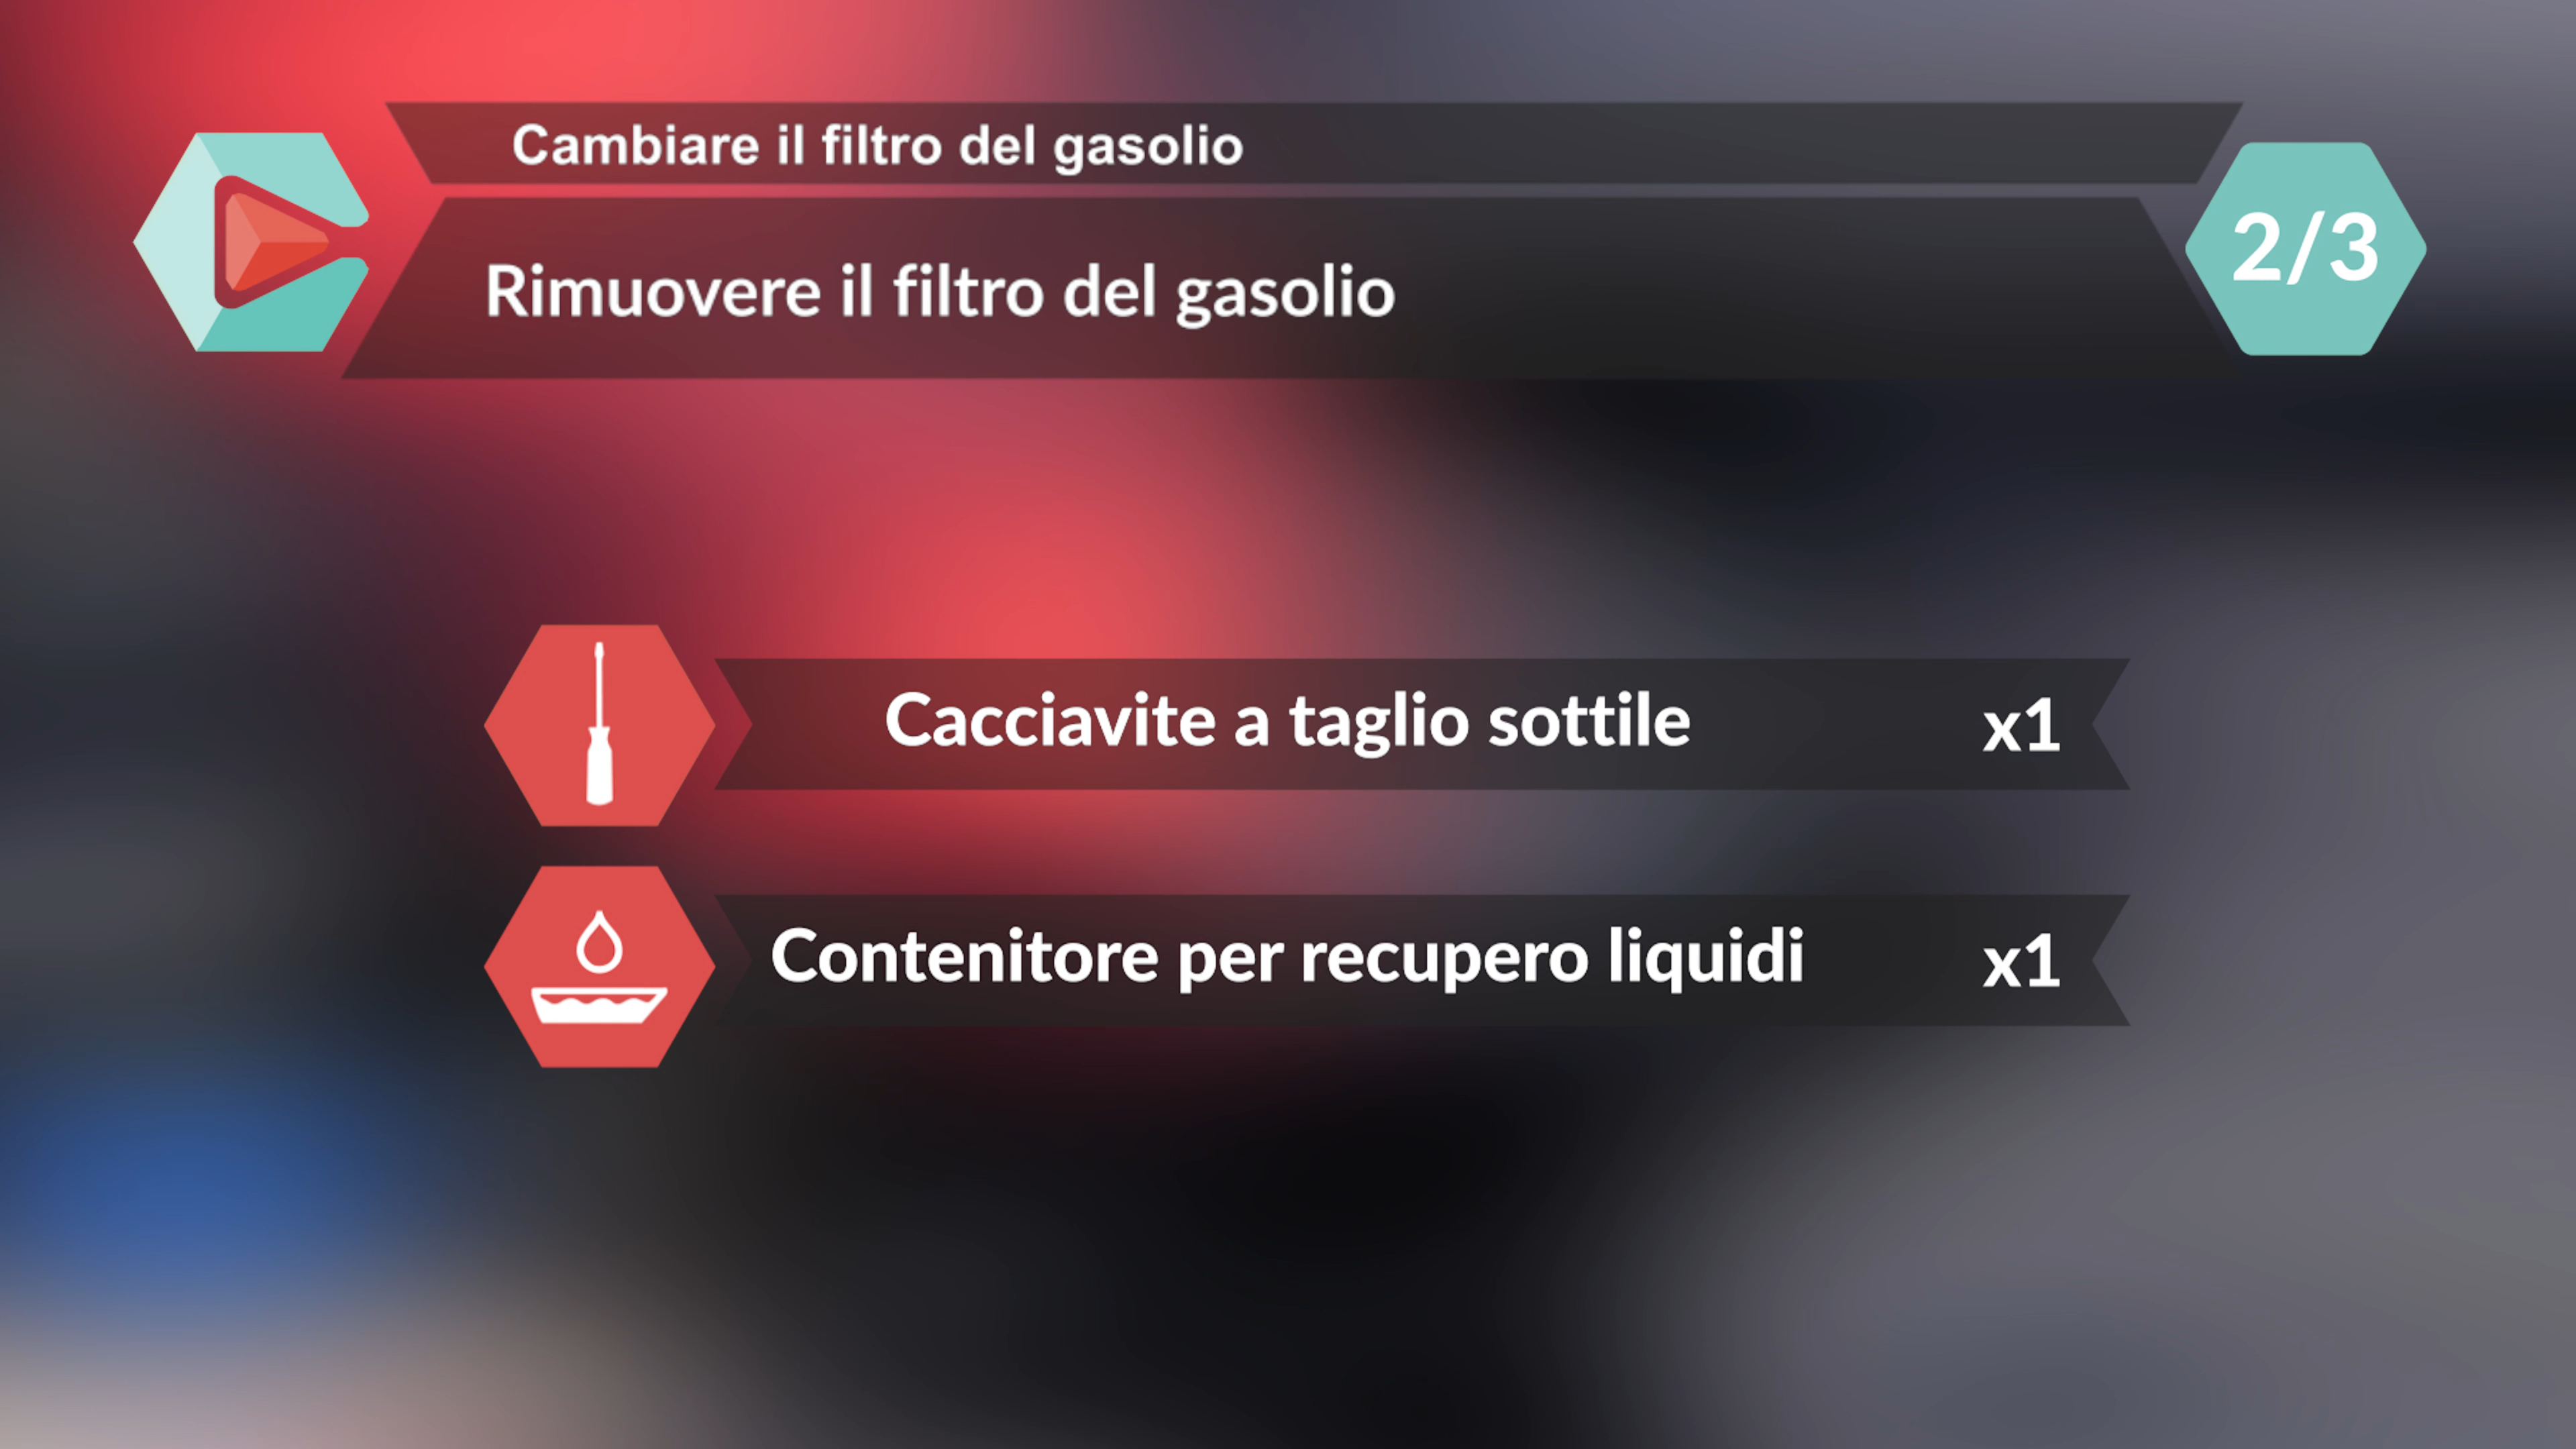 Cambiare il filtro del gasolio
Rimuovere il filtro del gasolio
2/3
Cacciavite a taglio sottile x1
Contenitore per recupero liquidi x1